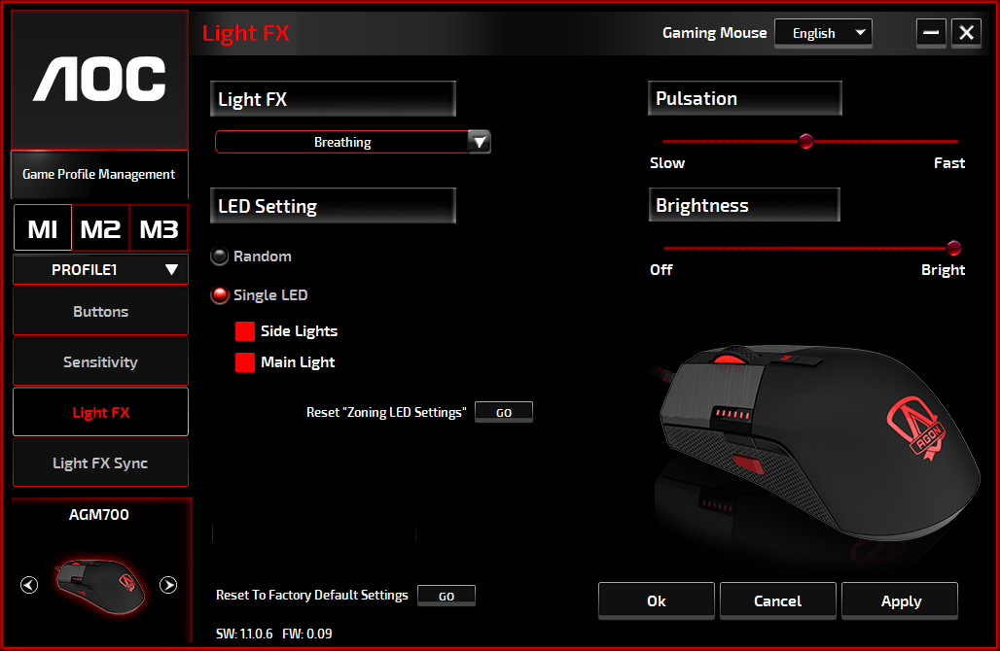 AOC
Light FX
Gaming Mouse English
Game Profile Management
M1 M2 M3
PROFILE1
Buttons
Sensitivity
Light FX
Light FX Sync
AGM700
Light FX
Breathing
LED Setting
Random
Single LED
Side Lights
Main Light
Reset "Zoning LED Settings" GO
Pulsation
Slow Fast
Brightness
Off Bright
AGON
Reset To Factory Default Settings GO
SW: 1.1.0.6 FW: 0.09
Ok Cancel Apply